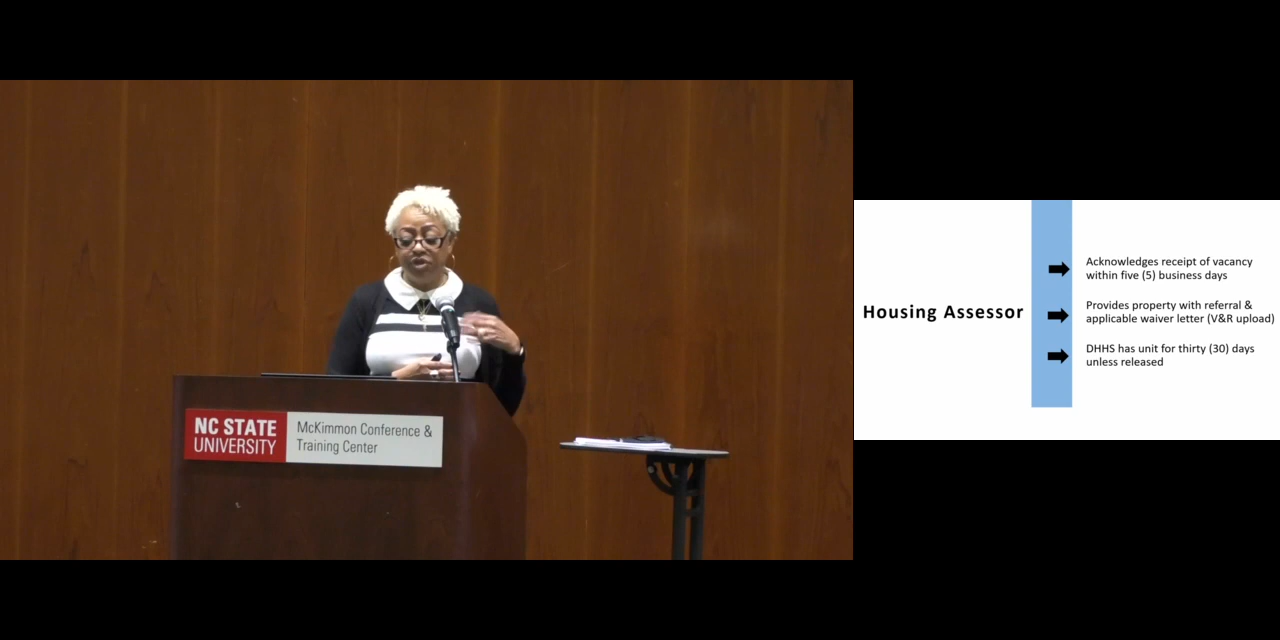 NC STATE
UNIVERSITY
McKimmon Conference &
Training Center
Housing Assessor
Acknowledges receipt of vacancy
within five (5) business days
Provides property with referral &
applicable waiver letter (V&R upload)
DHHS has unit for thirty (30) days
unless released